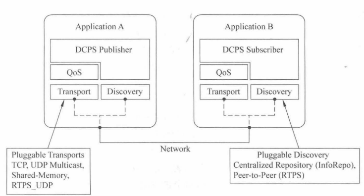 Application A
Application B
DCPS Publisher
DCPS Subscriber
QoS
QoS
Transport
Discovery
Transport
Discovery
Network
Pluggable Transports
TCP, UDP Multicast,
Shared-Memory,
RTPS_UDP
Pluggable Discovery
Centralized Repository (InfoRepo),
Peer-to-Peer (RTPS)